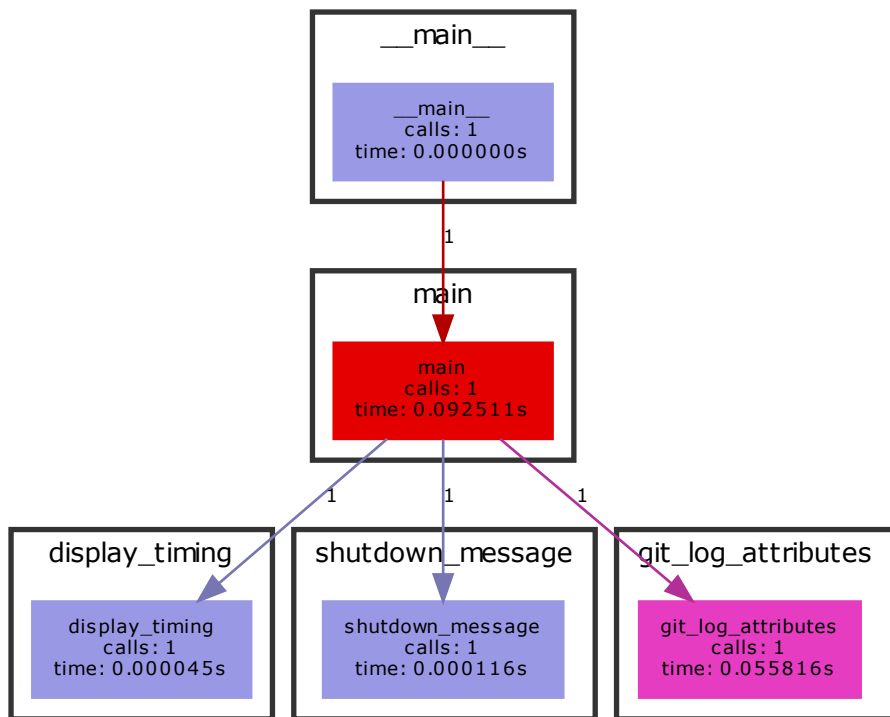 __main__
__main__
calls: 1
time: 0.000000s
1
main
main
calls: 1
time: 0.092511s
1
1
1
display_timing
shutdown_message
git_log_attributes
display_timing
calls: 1
time: 0.000045s
shutdown_message
calls: 1
time: 0.000116s
git_log_attributes
calls: 1
time: 0.055816s